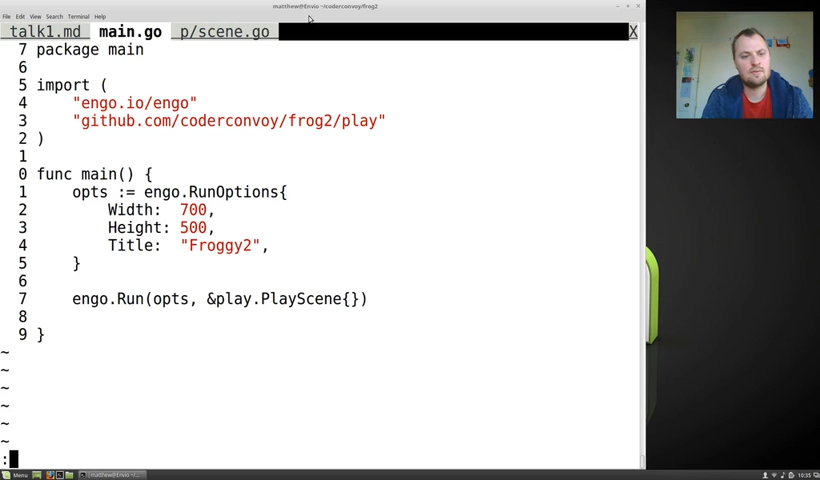 matthew@Envio ~/coderconvoy/frog2
File Edit View Search Terminal Help
talk1.md main.go p/scene.go X
7 package main
6
5 import (
4 "engo.io/engo"
3 "github.com/coderconvoy/frog2/play"
2 )
1
0 func main() {
1 opts := engo.RunOptions{
2 Width: 700,
3 Height: 500,
4 Title: "Froggy2",
5 }
6
7 engo.Run(opts, &play.PlayScene{})
8
9 }
~
~
~
~
~
~
:
Menu matthew@Envio ~/c... 10:35